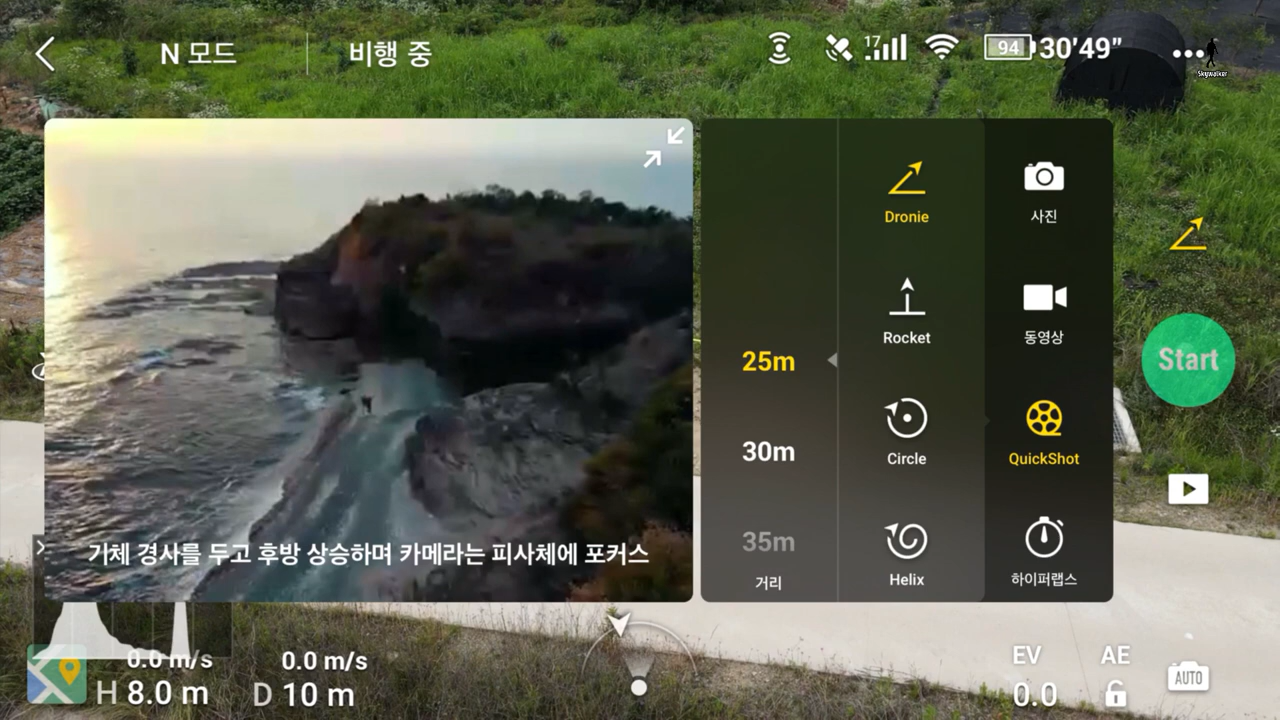 N 모드
비행 중
17
94
30'49"
Skywalker
Dronie
사진
Rocket
동영상
25m
Start
30m
Circle
QuickShot
기체 경사를 두고 후방 상승하며 카메라는 피사체에 포커스
35m
거리
Helix
하이퍼랩스
0.0 m/s
0.0 m/s
EV
AE
H 8.0 m
D 10 m
0.0
AUTO